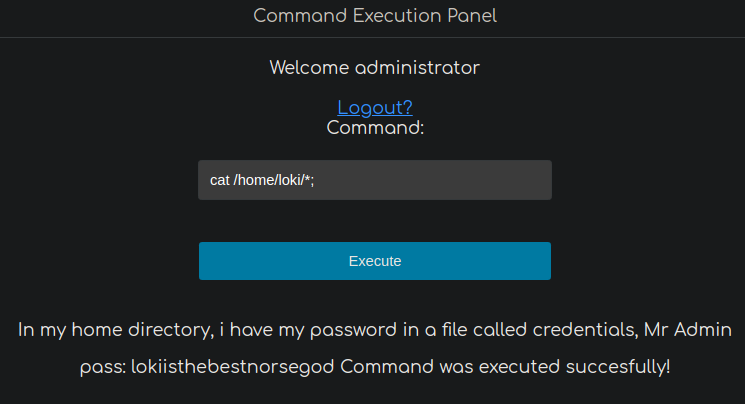 Command Execution Panel
Welcome administrator
Logout?
Command:
cat /home/loki/*;
Execute
In my home directory, i have my password in a file called credentials, Mr Admin
pass: lokiisthebestnorsegod Command was executed succesfully!